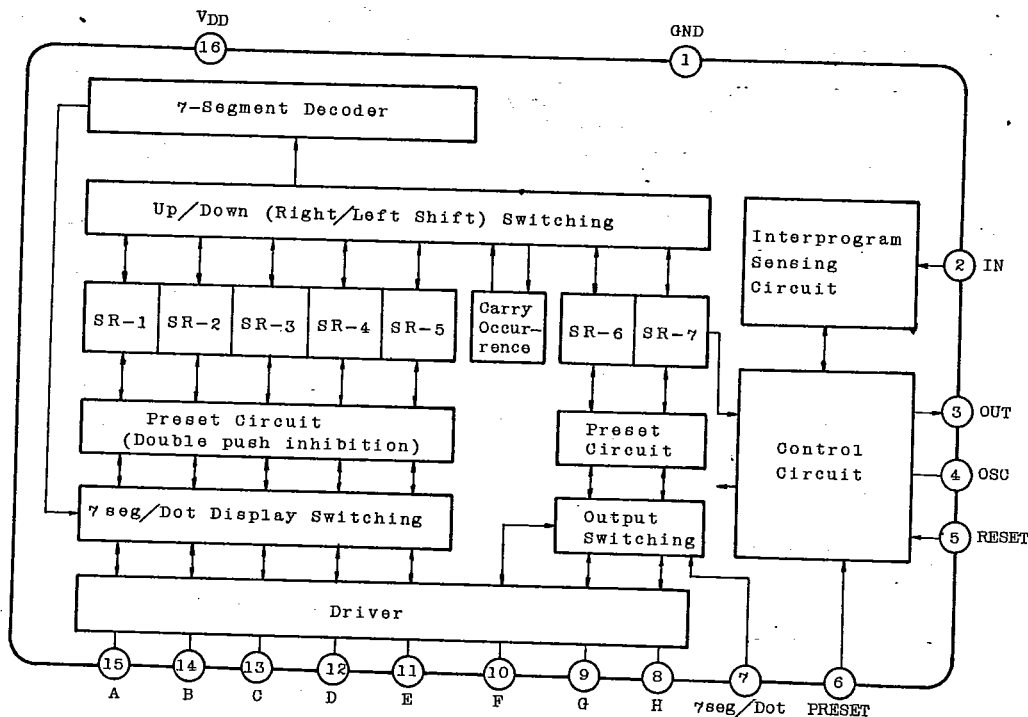 VDD
16
GND
1
7-Segment Decoder
Up/Down (Right/Left Shift) Switching
Interprogram
Sensing
Circuit
2 IN
SR-1 SR-2 SR-3 SR-4 SR-5
Carry
Occur-
rence
SR-6 SR-7
Preset Circuit
(Double push inhibition)
Preset
Circuit
Control
Circuit
3 OUT
4 OSC
5 RESET
7seg/Dot Display Switching
Output
Switching
Driver
15 14 13 12 11 10 9 8 7 6
A B C D E F G H 7seg/Dot PRESET